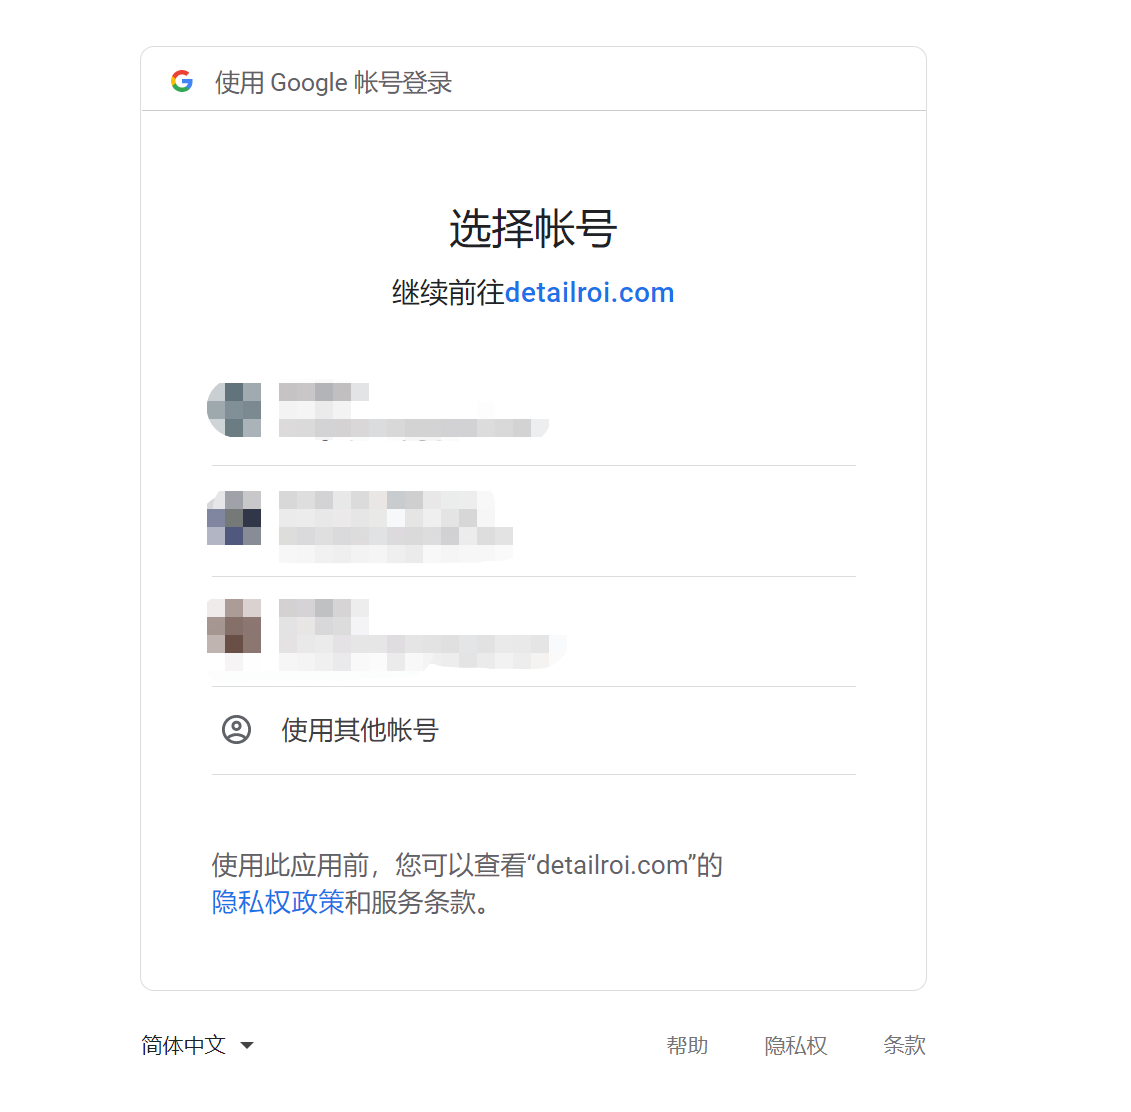 使用 Google 帐号登录
选择帐号
继续前往detailroi.com
使用其他帐号
使用此应用前，您可以查看“detailroi.com”的
隐私权政策和服务条款。
简体中文
帮助 隐私权 条款